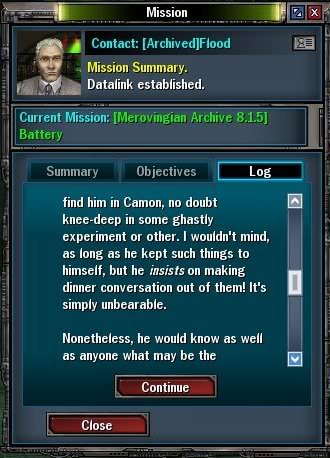 Mission
Contact: [Archived]Flood
Mission Summary.
Datalink established.
Current Mission: [Merovingian Archive 8.1.5]
Battery
Summary
Objectives
Log
find him in Camon, no doubt
knee-deep in some ghastly
experiment or other. I wouldn't mind,
as long as he kept such things to
himself, but he insists on making
dinner conversation out of them! It's
simply unbearable.
Nonetheless, he would know as well
as anyone what may be the
Continue
Close